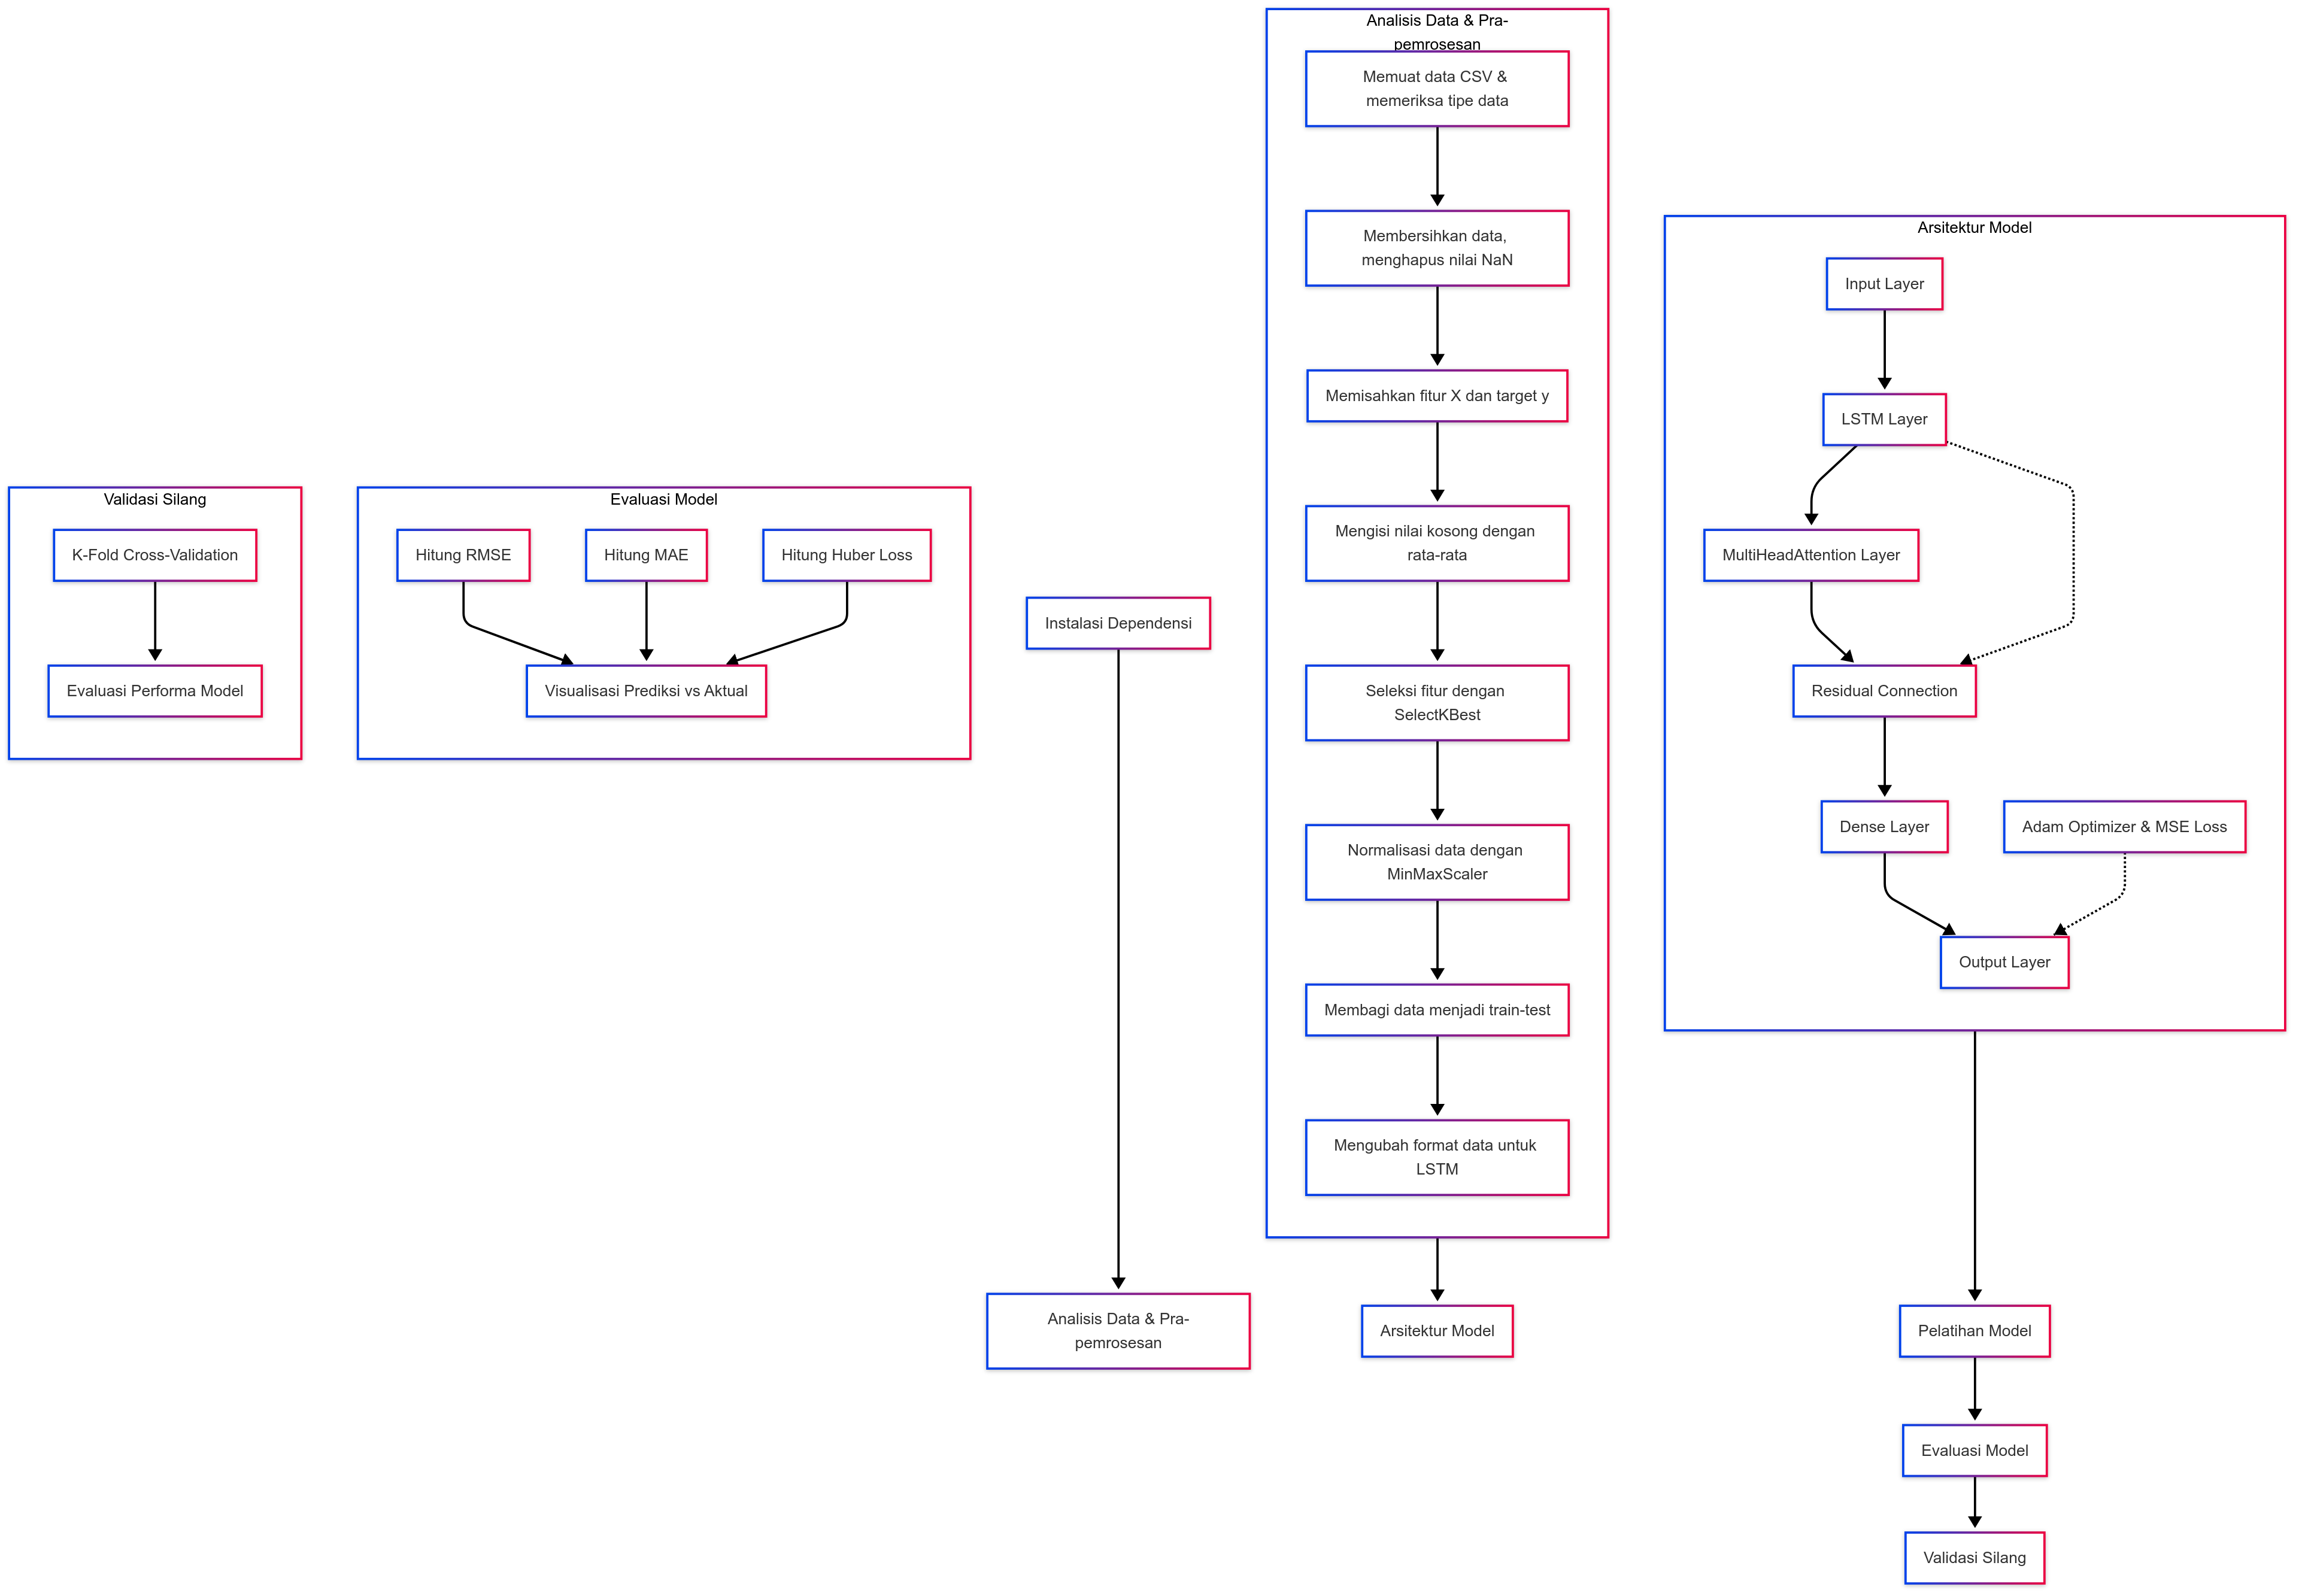 Validasi Silang
K-Fold Cross-Validation
Evaluasi Performa Model
Evaluasi Model
Hitung RMSE
Hitung MAE
Hitung Huber Loss
Visualisasi Prediksi vs Aktual
Instalasi Dependensi
Analisis Data & Pra-
pemrosesan
Analisis Data & Pra-
pemrosesan
Memuat data CSV &
memeriksa tipe data
Membersihkan data,
menghapus nilai NaN
Memisahkan fitur X dan target y
Mengisi nilai kosong dengan
rata-rata
Seleksi fitur dengan
SelectKBest
Normalisasi data dengan
MinMaxScaler
Membagi data menjadi train-test
Mengubah format data untuk
LSTM
Arsitektur Model
Arsitektur Model
Input Layer
LSTM Layer
MultiHeadAttention Layer
Residual Connection
Dense Layer
Adam Optimizer & MSE Loss
Output Layer
Pelatihan Model
Evaluasi Model
Validasi Silang